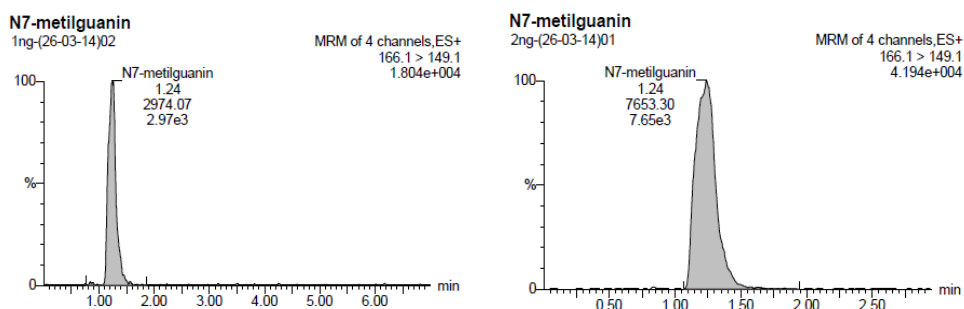 N7-metilguanin
1ng-(26-03-14)02
MRM of 4 channels,ES+
166.1 > 149.1
1.804e+004
N7-metilguanin
1.24
2974.07
2.97e3
100
%
0
1.00 2.00 3.00 4.00 5.00 6.00 min
N7-metilguanin
2ng-(26-03-14)01
MRM of 4 channels,ES+
166.1 > 149.1
4.194e+004
N7-metilguanin
1.24
7653.30
7.65e3
100
%
0
0.50 1.00 1.50 2.00 2.50 min